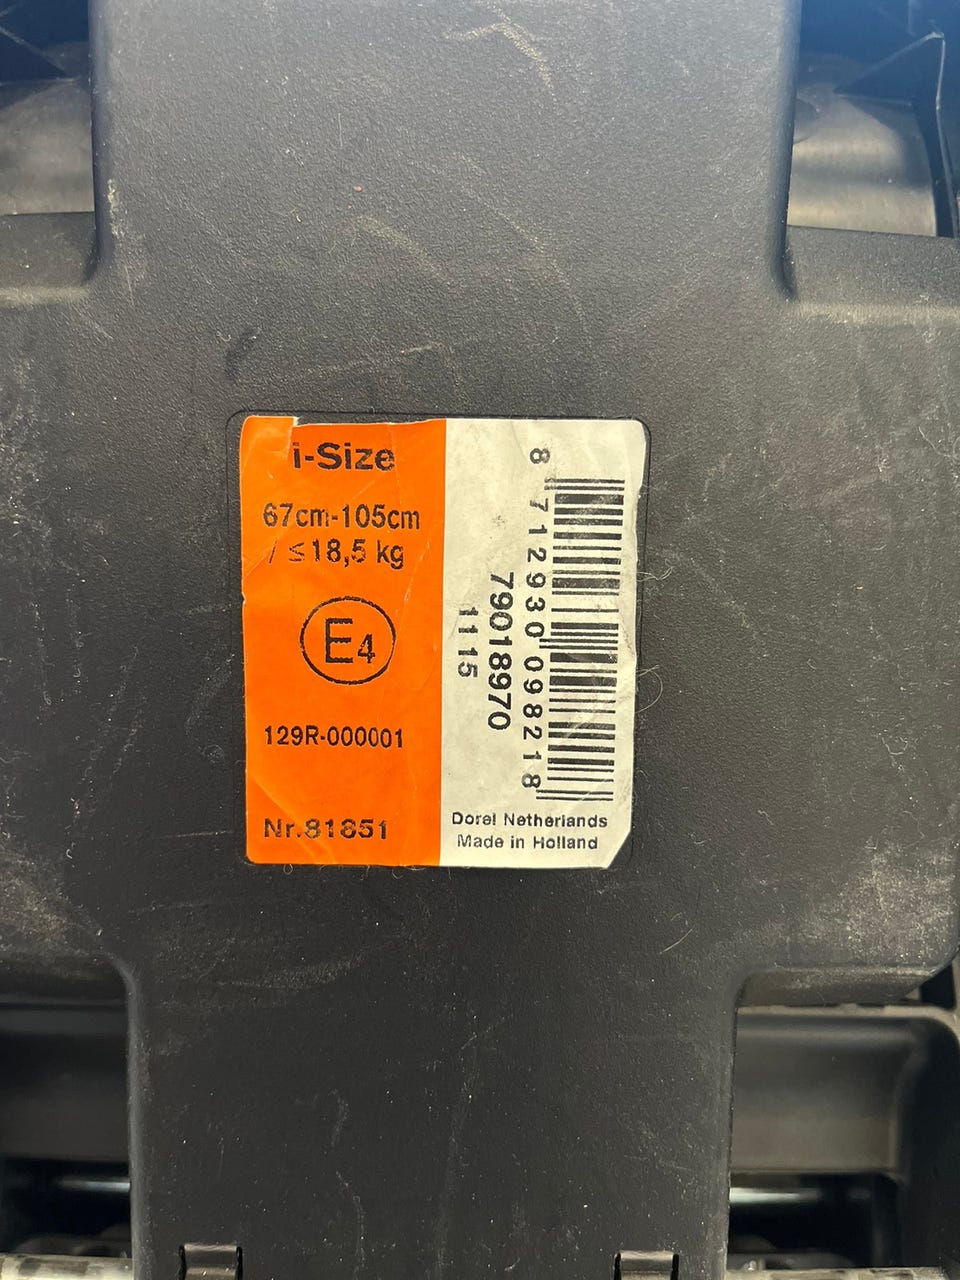 i-Size
67cm-105cm
/ ≤18,5 kg
E4
129R-000001
Nr.81851
8 712930 098218
79018970
1115
Dorel Netherlands
Made in Holland